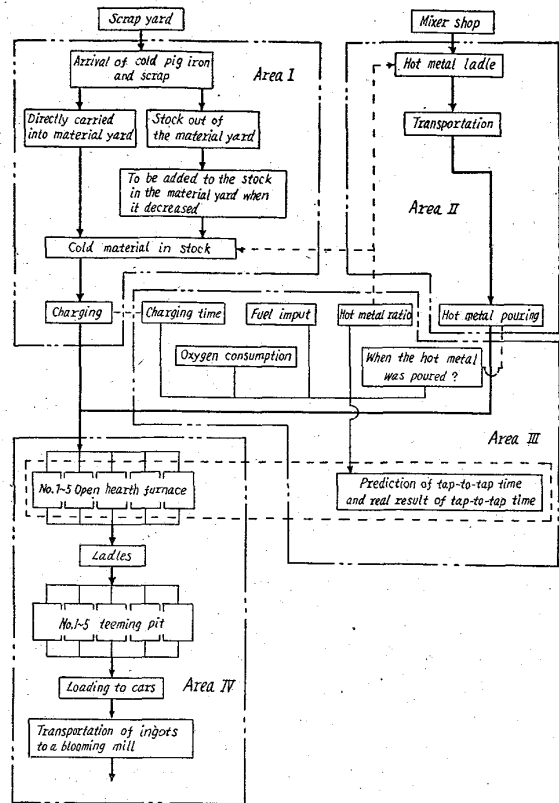 Scrap yard
Mixer shop
Arrival of cold pig iron
and scrap
Area I
Hot metal ladle
Directly carried
into material yard
Stock out of
the material yard
Transportation
To be added to the stock
in the material yard when
it decreased
Area II
Cold material in stock
Charging
Charging time
Fuel imput
Hot metal ratio
Hot metal pouring
Oxygen consumption
When the hot metal
was poured ?
Area III
No.1~5 Open hearth furnace
Prediction of tap-to-tap time
and real result of tap-to-tap time
Ladles
No.1~5 teeming pit
Loading to cars
Area IV
Transportation of ingots
to a blooming mill